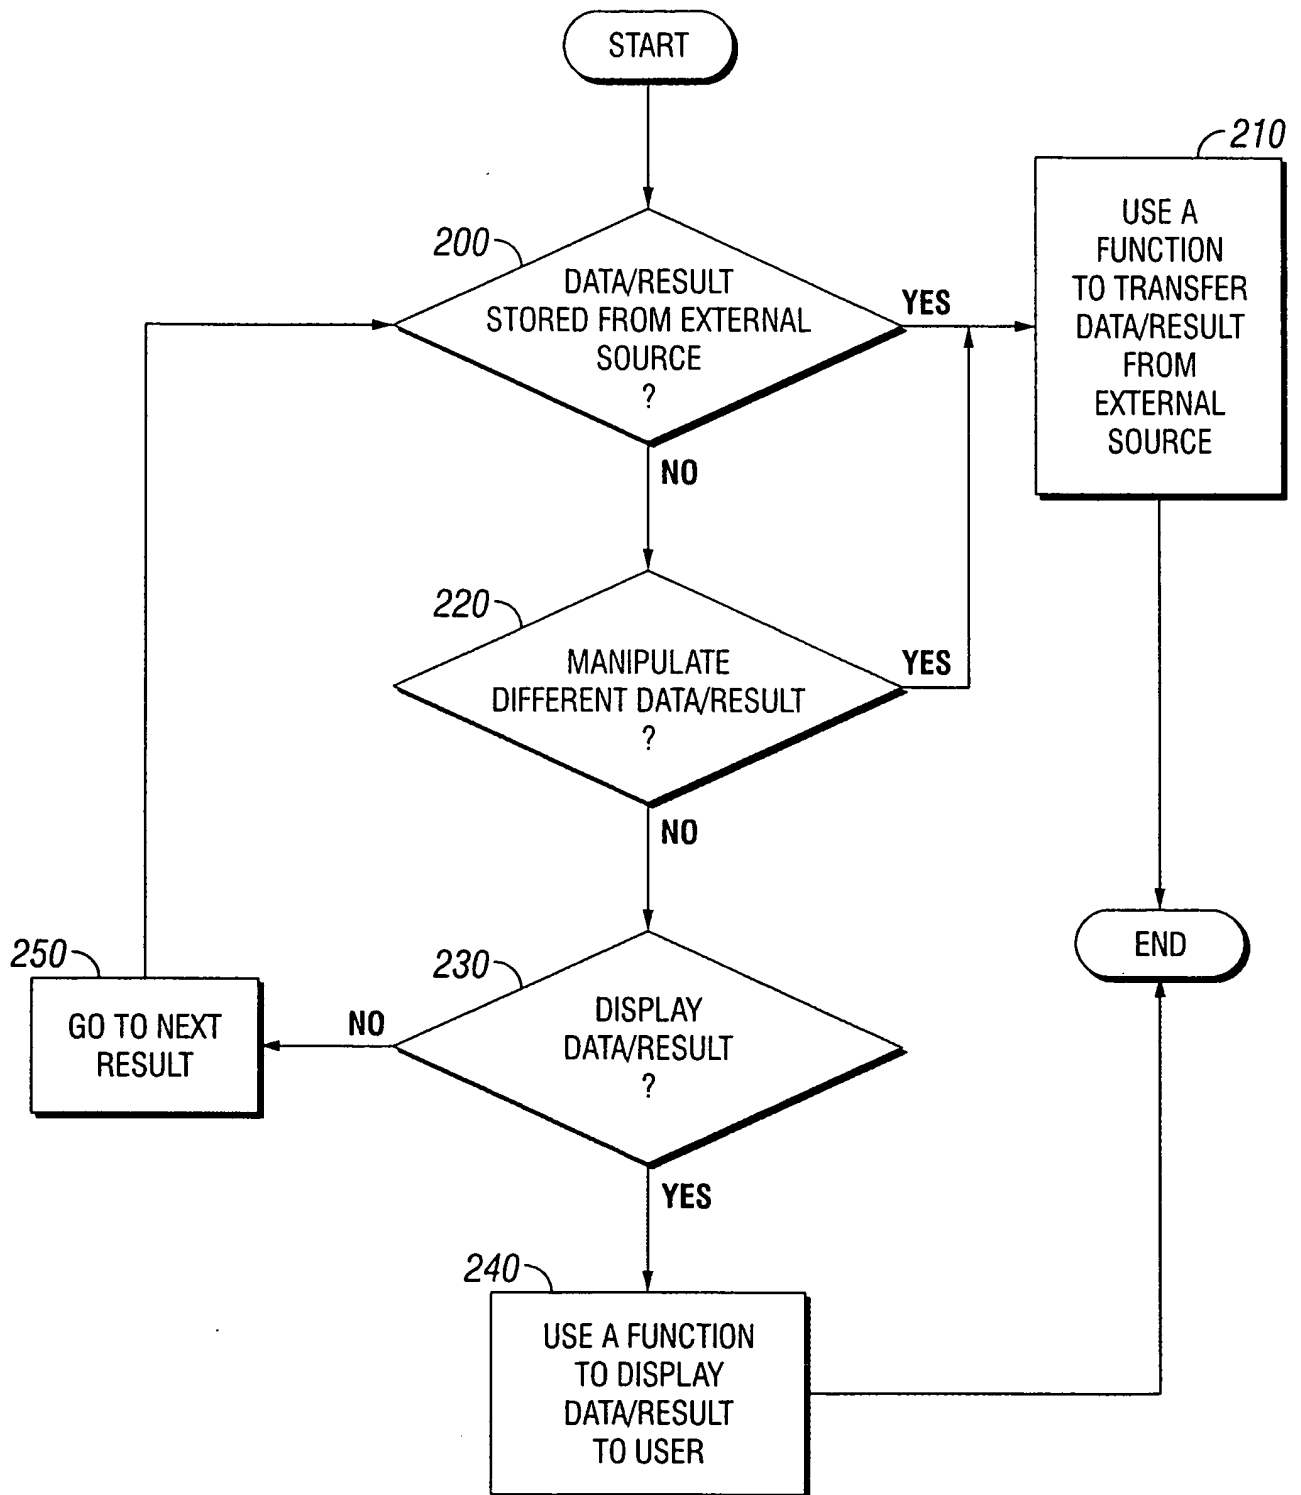 START
210
USE A
FUNCTION
TO TRANSFER
DATA/RESULT
FROM
EXTERNAL
SOURCE
200
DATA/RESULT
STORED FROM EXTERNAL
SOURCE
?
YES
NO
220
MANIPULATE
DIFFERENT DATA/RESULT
?
YES
NO
END
230
DISPLAY
DATA/RESULT
?
NO
250
GO TO NEXT
RESULT
YES
240
USE A FUNCTION
TO DISPLAY
DATA/RESULT
TO USER